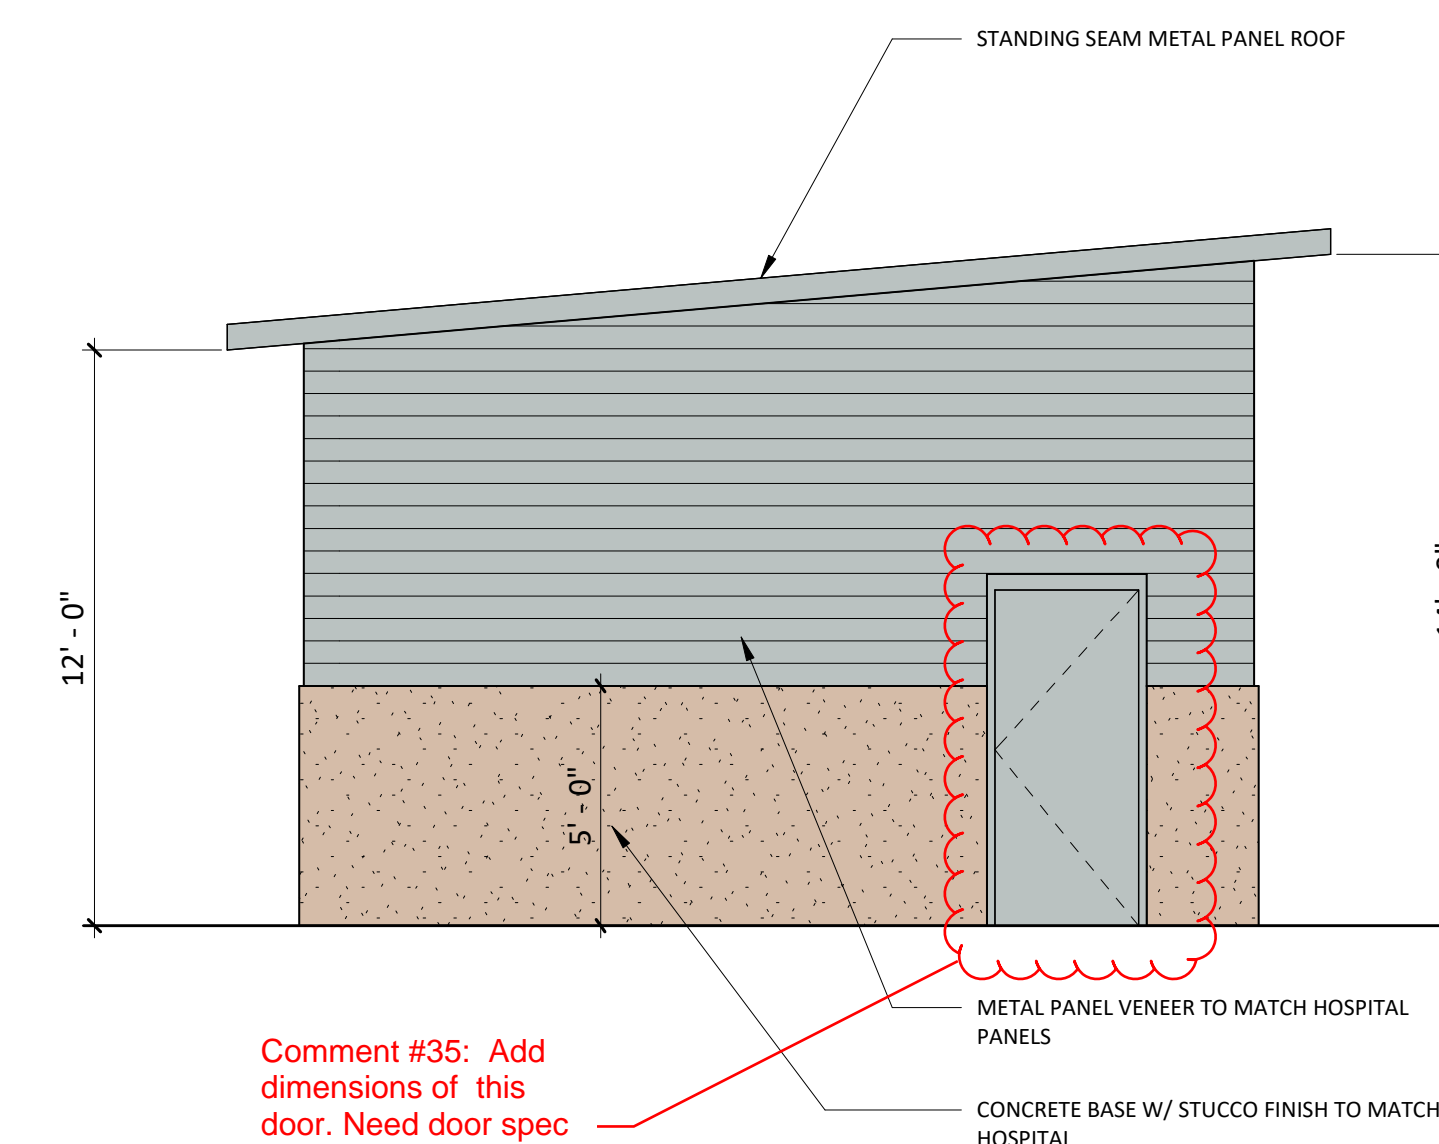 STANDING SEAM METAL PANEL ROOF
12' - 0"
5' - 0"
METAL PANEL VENEER TO MATCH HOSPITAL
PANELS
Comment #35: Add
dimensions of this
door. Need door spec
CONCRETE BASE W/ STUCCO FINISH TO MATCH
HOSPITAL